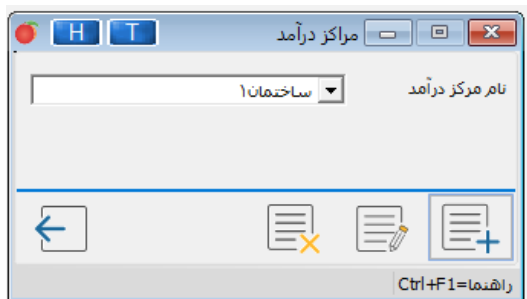 مراکز درآمد
T
H
نام مرکز درآمد
ساختمان۱
راهنما=Ctrl+F1